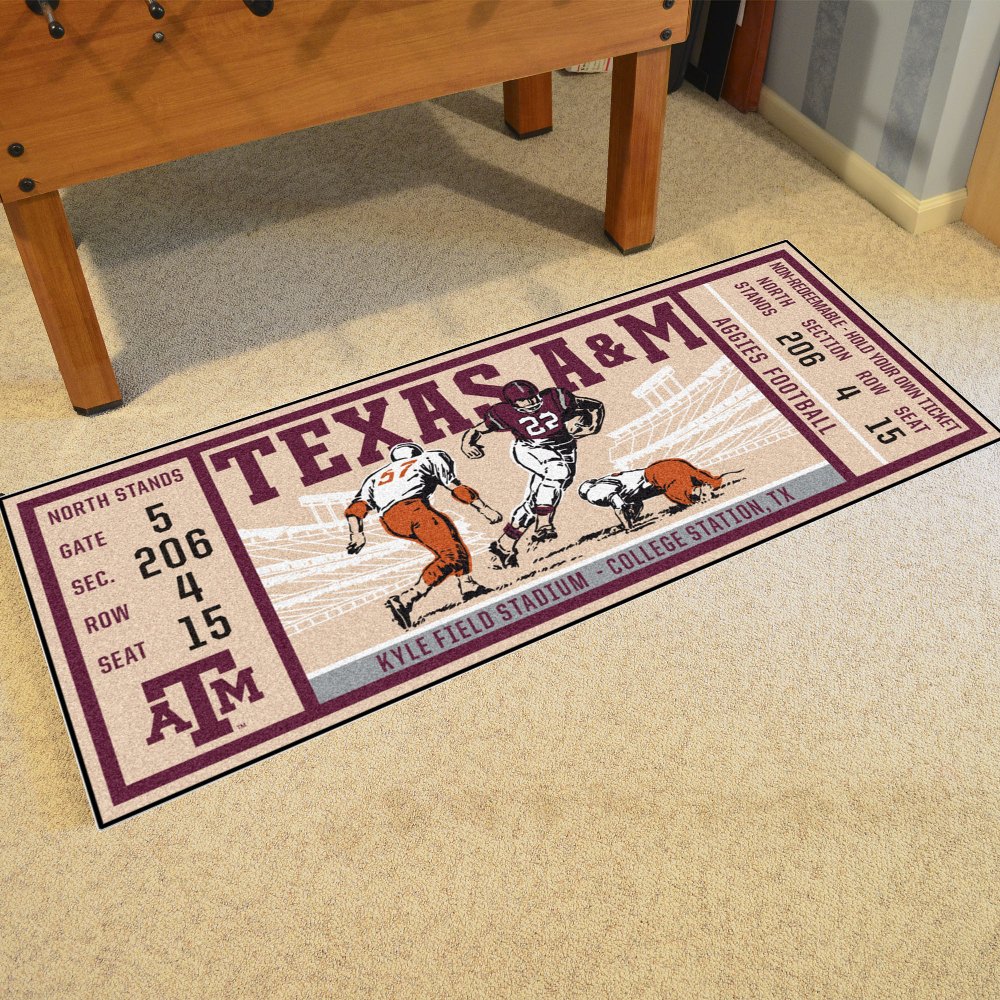 NORTH STANDS
GATE 5
SEC. 206
ROW 4
SEAT 15
ATM
TM
TEXAS A&M
57
22
KYLE FIELD STADIUM - COLLEGE STATION, TX
AGGIES FOOTBALL
NORTH STANDS
SECTION 206
ROW 4
SEAT 15
NON-REDEEMABLE - HOLD YOUR OWN TICKET